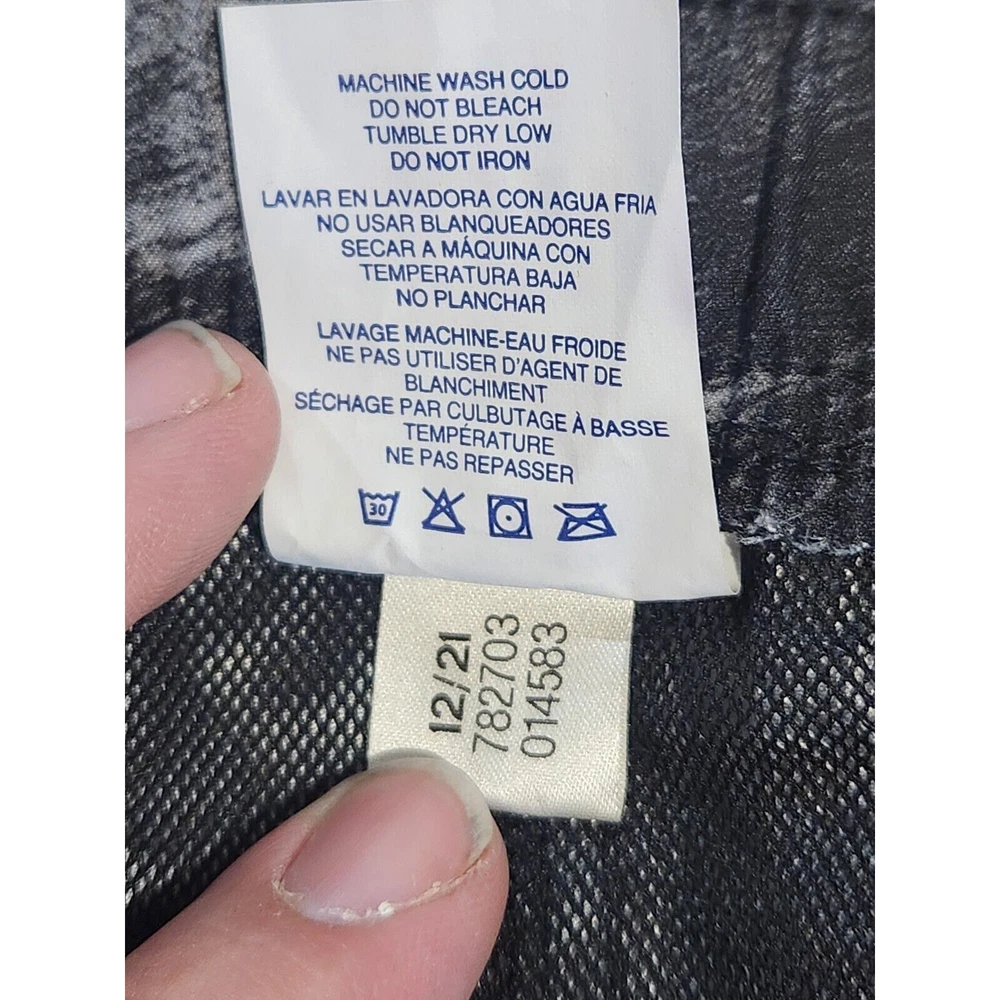 MACHINE WASH COLD
DO NOT BLEACH
TUMBLE DRY LOW
DO NOT IRON
LAVAR EN LAVADORA CON AGUA FRIA
NO USAR BLANQUEADORES
SECAR A MÁQUINA CON
TEMPERATURA BAJA
NO PLANCHAR
LAVAGE MACHINE-EAU FROIDE
NE PAS UTILISER D'AGENT DE
BLANCHIMENT
SÉCHAGE PAR CULBUTAGE À BASSE
TEMPÉRATURE
NE PAS REPASSER
30
12/21
782703
014583